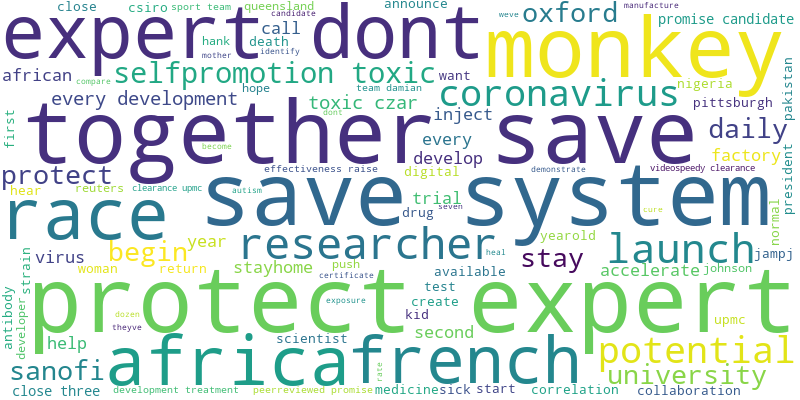 close csiro sport team queensland announce weve manufacture
expert dont monkey candidate oxford promise candidate
hank death call
mother identify
african selfpromotion toxic want nigeria pakistan
compare hope team damian
every development toxic czar inject coronavirus pittsburgh
first together save dont every daily
become develop factory
protect effectiveness raise demonstrate videospeedy clearance president
hear reuters clearance upmc autism digital trial
save system drug seven cure normal
race researcher yearold launch
begin year heal jampj
virus stay
strain woman return stayhome push available accelerate johnson
certificate
antibody developer protect expert
dozen exposure test create
theyve kid upmc
help scientist second
africa french potential
sanofi rate university
close three development treatment peerreviewed promise medicine sick start correlation collaboration